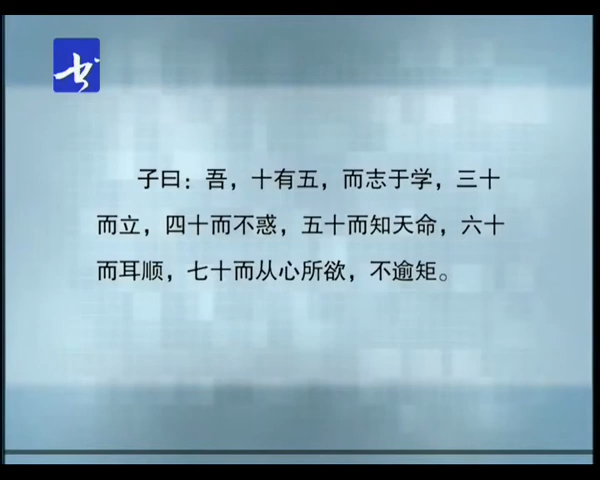 书
子曰：吾，十有五，而志于学，三十
而立，四十而不惑，五十而知天命，六十
而耳顺，七十而从心所欲，不逾矩。